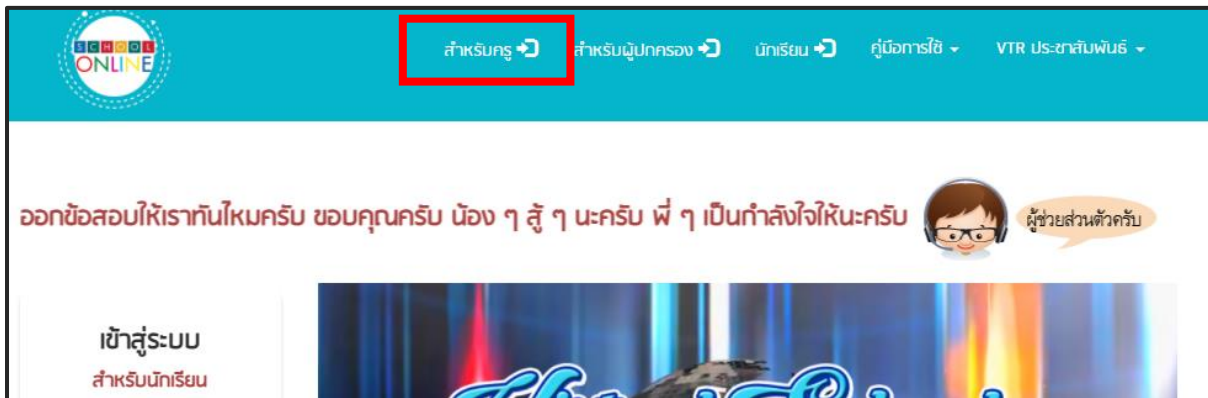 SCHOOL
ONLINE
สำหรับครู
สำหรับผู้ปกครอง
นักเรียน
คู่มือการใช้
VTR ประชาสัมพันธ์
ออกข้อสอบให้เราทันไหมครับ ขอบคุณครับ น้อง ๆ สู้ ๆ นะครับ พี่ ๆ เป็นกำลังใจให้นะครับ
ผู้ช่วยส่วนตัวครับ
เข้าสู่ระบบ
สำหรับนักเรียน